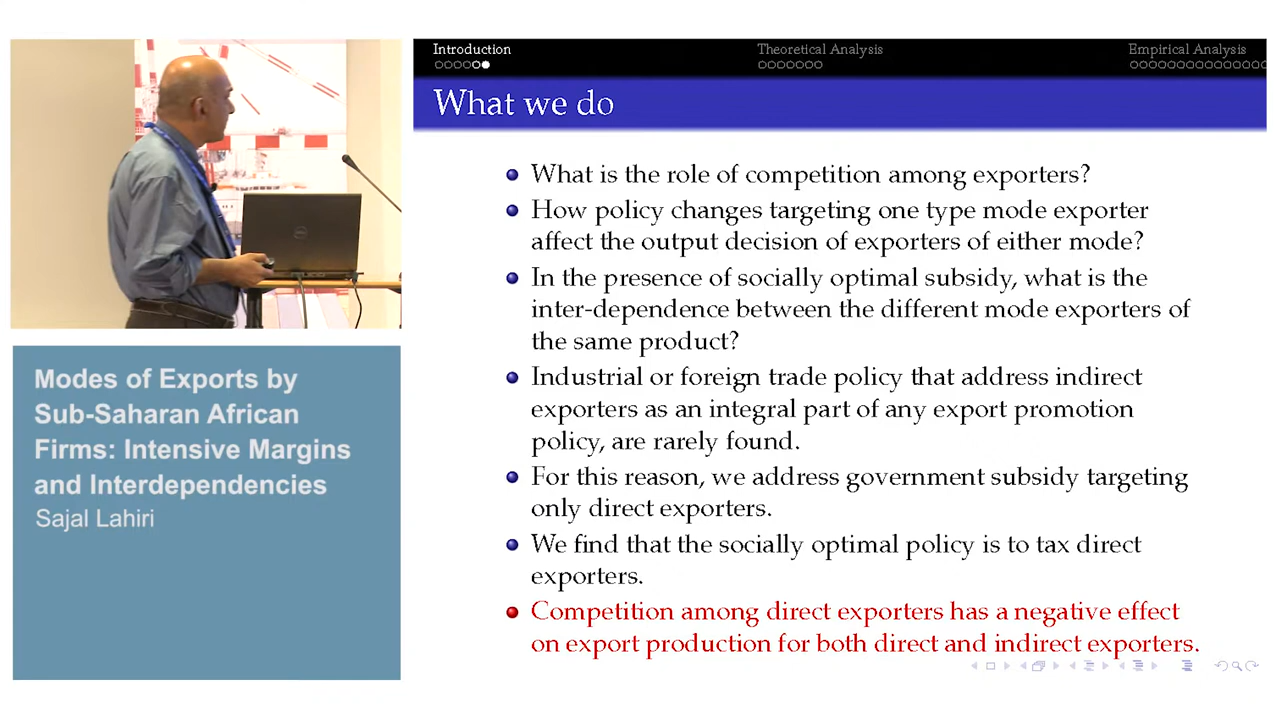 Introduction
Theoretical Analysis
Empirical Analysis
What we do
What is the role of competition among exporters?
How policy changes targeting one type mode exporter
affect the output decision of exporters of either mode?
In the presence of socially optimal subsidy, what is the
inter-dependence between the different mode exporters of
the same product?
Industrial or foreign trade policy that address indirect
exporters as an integral part of any export promotion
policy, are rarely found.
For this reason, we address government subsidy targeting
only direct exporters.
We find that the socially optimal policy is to tax direct
exporters.
Competition among direct exporters has a negative effect
on export production for both direct and indirect exporters.
Modes of Exports by
Sub-Saharan African
Firms: Intensive Margins
and Interdependencies
Sajal Lahiri